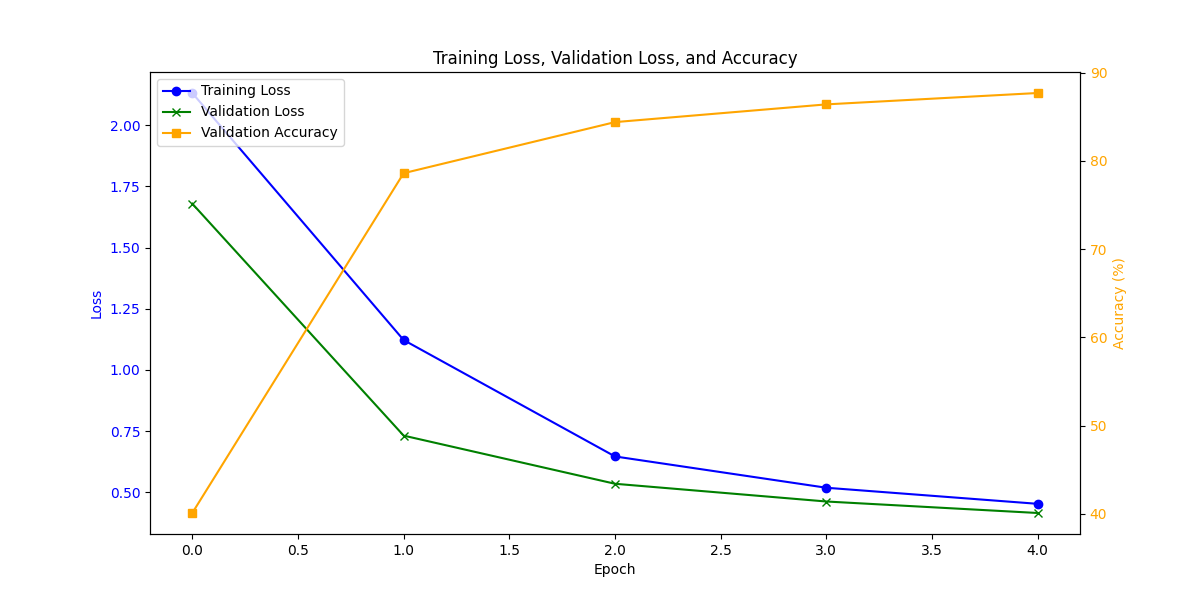 Training Loss, Validation Loss, and Accuracy
Training Loss
Validation Loss
Validation Accuracy
Loss
2.00
1.75
1.50
1.25
1.00
0.75
0.50
90
80
70
60
50
40
Accuracy (%)
0.0 0.5 1.0 1.5 2.0 2.5 3.0 3.5 4.0
Epoch